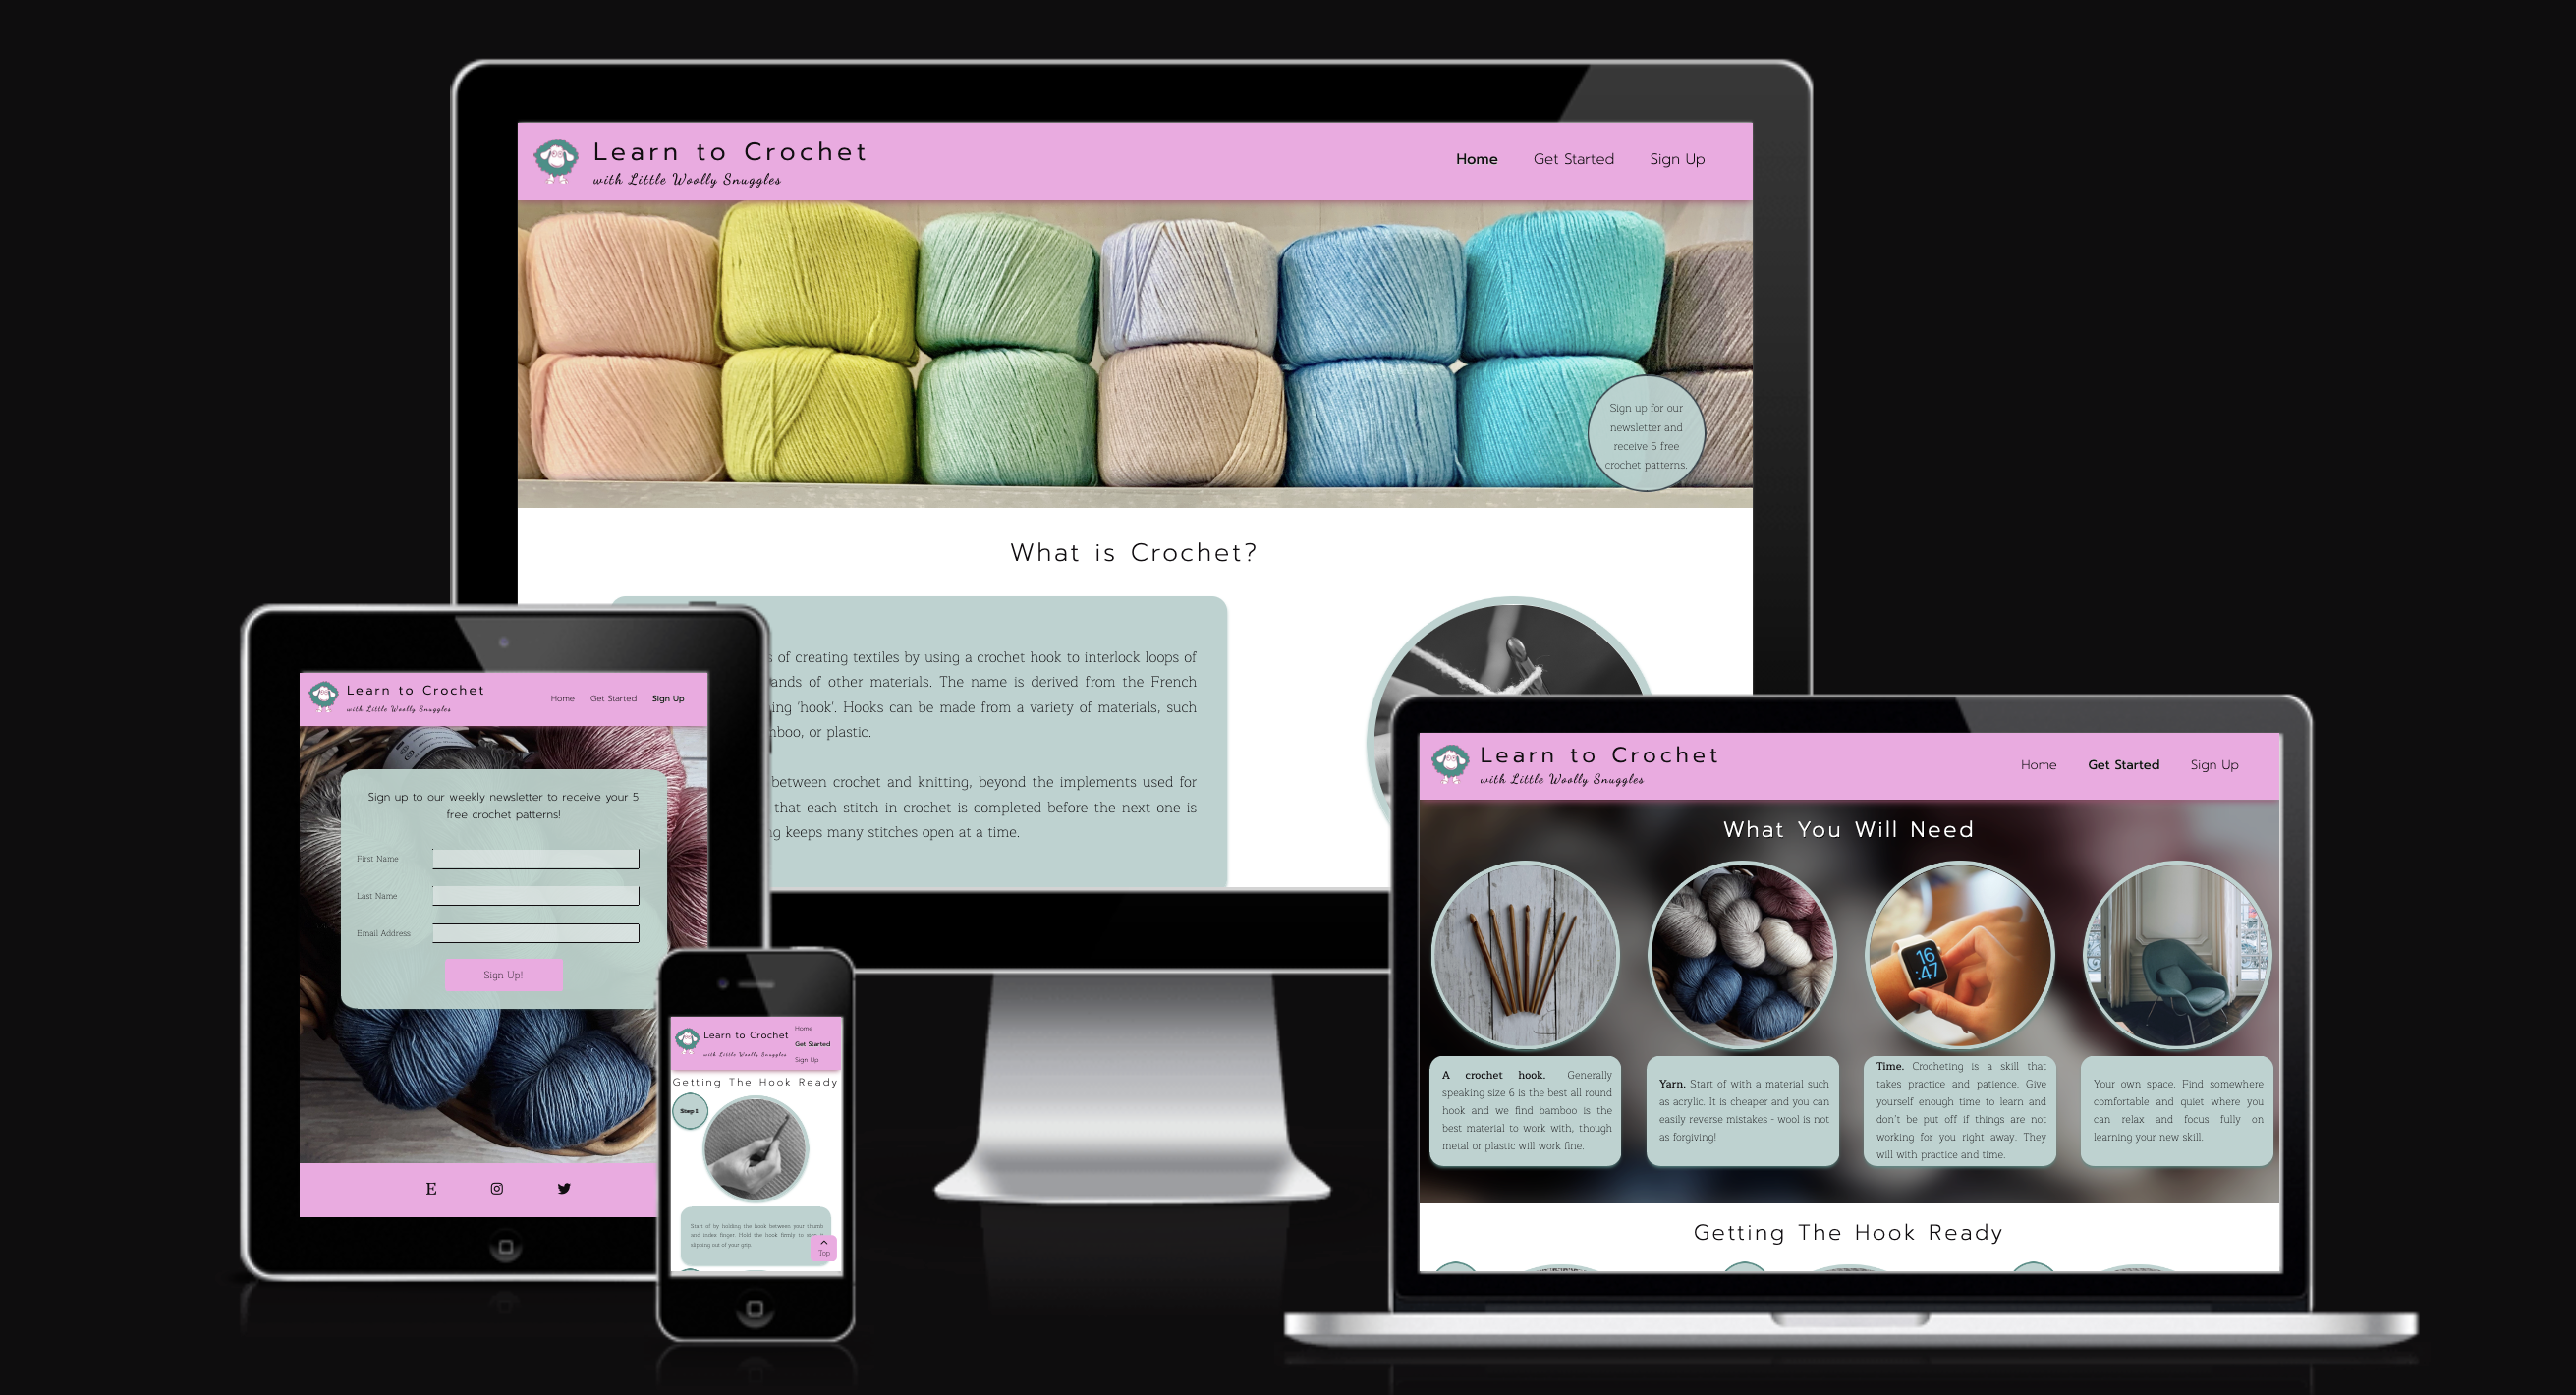 Learn to Crochet
with Little Woolly Snuggles
Home Get Started Sign Up
Sign up for our
newsletter and
receive 5 free
crochet patterns.
What is Crochet?
of creating textiles by using a crochet hook to interlock loops of
of other materials. The name is derived from the French
'hook'. Hooks can be made from a variety of materials, such
or plastic.
between crochet and knitting, beyond the implements used for
that each stitch in crochet is completed before the next one is
keeps many stitches open at a time.
Learn to Crochet
with Little Woolly Snuggles
Home Get Started Sign Up
Sign up to our weekly newsletter to receive your 5
free crochet patterns!
First Name
Last Name
Email Address
Sign Up!
E
Learn to Crochet
with Little Woolly Snuggles
Home
Get Started
Sign Up
Getting The Hook Ready
Step 1
Start of by holding the hook between your thumb
and index finger. Hold the hook firmly to
slipping out of your grip.
Top
Learn to Crochet
with Little Woolly Snuggles
Home Get Started Sign Up
What You Will Need
16
:47
A crochet hook. Generally
speaking size 6 is the best all round
hook and we find bamboo is the
best material to work with, though
metal or plastic will work fine.
Yarn. Start of with a material such
as acrylic. It is cheaper and you can
easily reverse mistakes - wool is not
as forgiving!
Time. Crocheting is a skill that
takes practice and patience. Give
yourself enough time to learn and
don't be put off if things are not
working for you right away. They
will with practice and time.
Your own space. Find somewhere
comfortable and quiet where you
can relax and focus fully on
learning your new skill.
Getting The Hook Ready